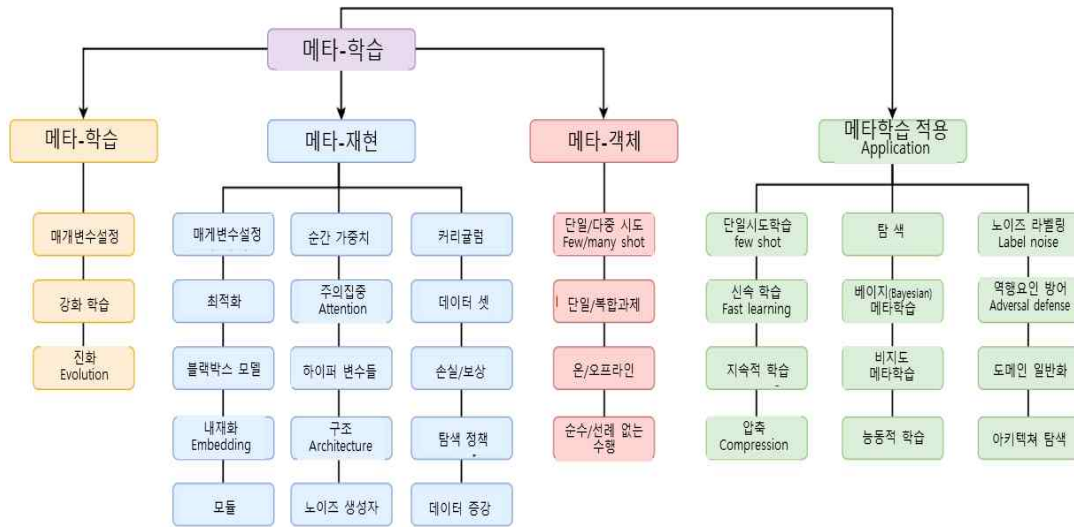 메타-학습
메타-학습
메타-재현
메타-객체
메타학습 적용
Application
매개변수설정
강화 학습
진화
Evolution
매게변수설정
최적화
블랙박스 모델
내재화
Embedding
모듈
순간 가중치
주의집중
Attention
하이퍼 변수들
구조
Architecture
노이즈 생성자
커리귤럼
데이터 셋
손실/보상
탐색 정책
데이터 증강
단일/다중 시도
Few/many shot
단일/복합과제
온/오프라인
순수/선례 없는
수행
단일시도학습
few shot
신속 학습
Fast learning
지속적 학습
압축
Compression
탐 색
베이지(Bayesian)
메타학습
비지도
메타학습
능동적 학습
노이즈 라벨링
Label noise
역행요인 방어
Adversal defense
도메인 일반화
아키텍쳐 탐색